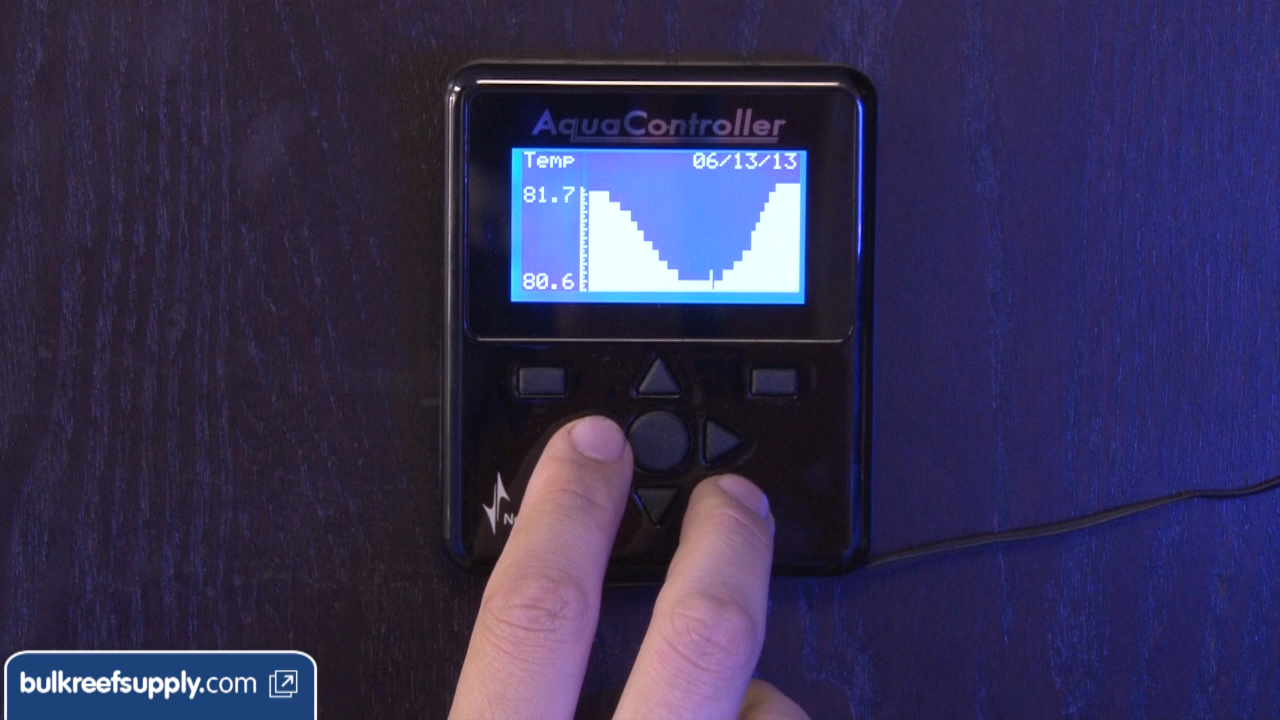 AquaController
Temp 06/13/13
81.7
80.6
bulkreefsupply.com